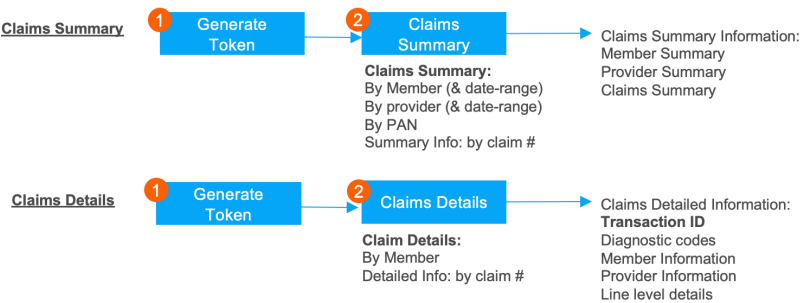 Claims Summary
1
Generate
Token
2
Claims
Summary
Claims Summary:
By Member (& date-range)
By provider (& date-range)
By PAN
Summary Info: by claim #
Claims Summary Information:
Member Summary
Provider Summary
Claims Summary
Claims Details
1
Generate
Token
2
Claims Details
Claim Details:
By Member
Detailed Info: by claim #
Claims Detailed Information:
Transaction ID
Diagnostic codes
Member Information
Provider Information
Line level details